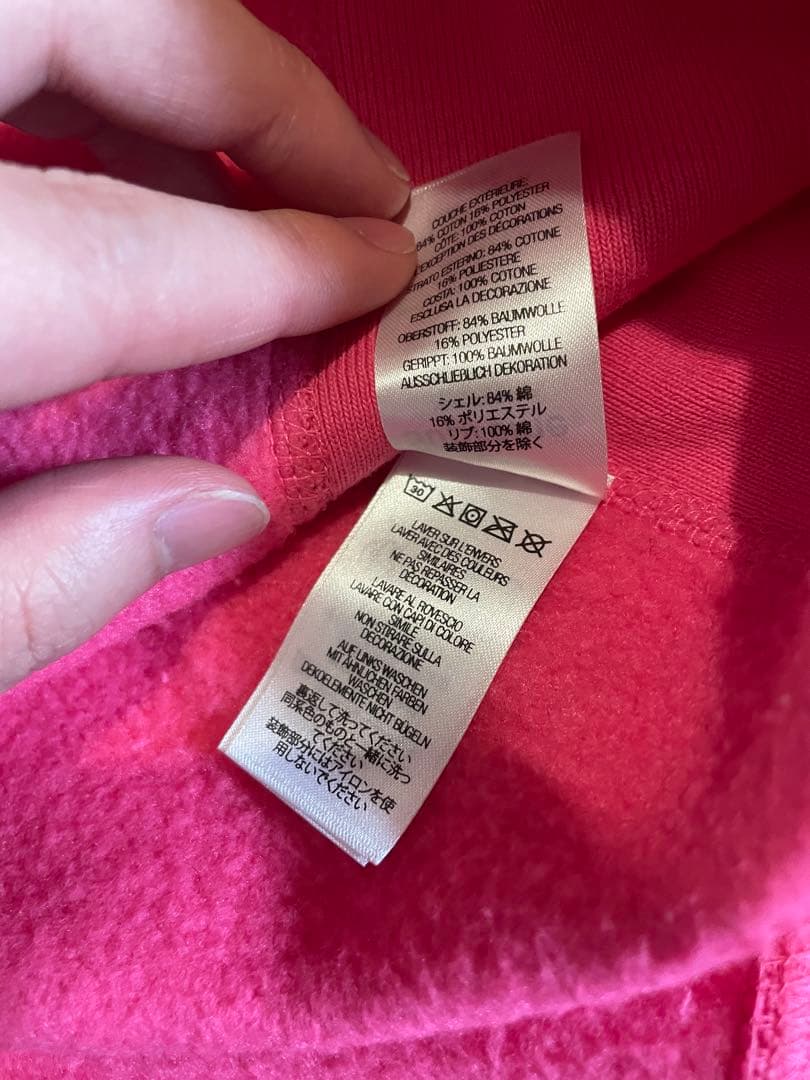 COUCHE EXTÉRIEURE:
84% COTON 16% POLYESTER
CÔTE: 100% COTON
EXCEPTION DES DÉCORATIONS
STRATO ESTERNO: 84% COTONE
16% POLIESTERE
COSTA: 100% COTONE
ESCLUSA LA DECORAZIONE
OBERSTOFF: 84% BAUMWOLLE
16% POLYESTER
GERIPPT: 100% BAUMWOLLE
AUSSCHLIEBLICH DEKORATION
シェル: 84% 綿
16% ポリエステル
リブ: 100% 綿
装飾部分を除く
30
LAVER SUR L'ENVERS
LAVER AVEC DES COULEURS
SIMILAIRES
NE PAS REPASSER LA
DÉCORATION
LAVARE AL ROVESCIO
LAVARE CON CAPI DI COLORE
SIMILE
NON STIRARE SULLA
DECORAZIONE
AUF LINKS WASCHEN
MIT ÄHNLICHEN FARBEN
WASCHEN
DEKOELEMENTE NICHT BÜGELN
裏返して洗ってください
同系色のものと一緒に洗っ
てください
装飾部分にはアイロンを使
用しないでください